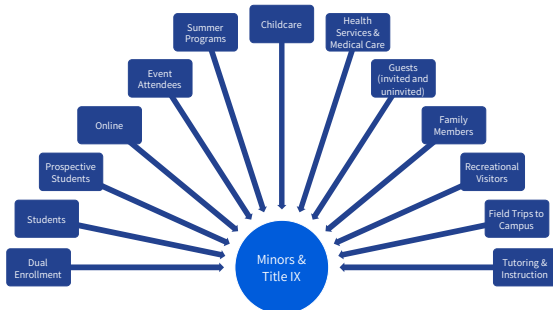 Childcare
Summer
Programs
Health
Services &
Medical Care
Event
Attendees
Guests
(invited and
uninvited)
Online
Family
Members
Prospective
Students
Recreational
Visitors
Students
Field Trips to
Campus
Dual
Enrollment
Minors &
Title IX
Tutoring &
Instruction